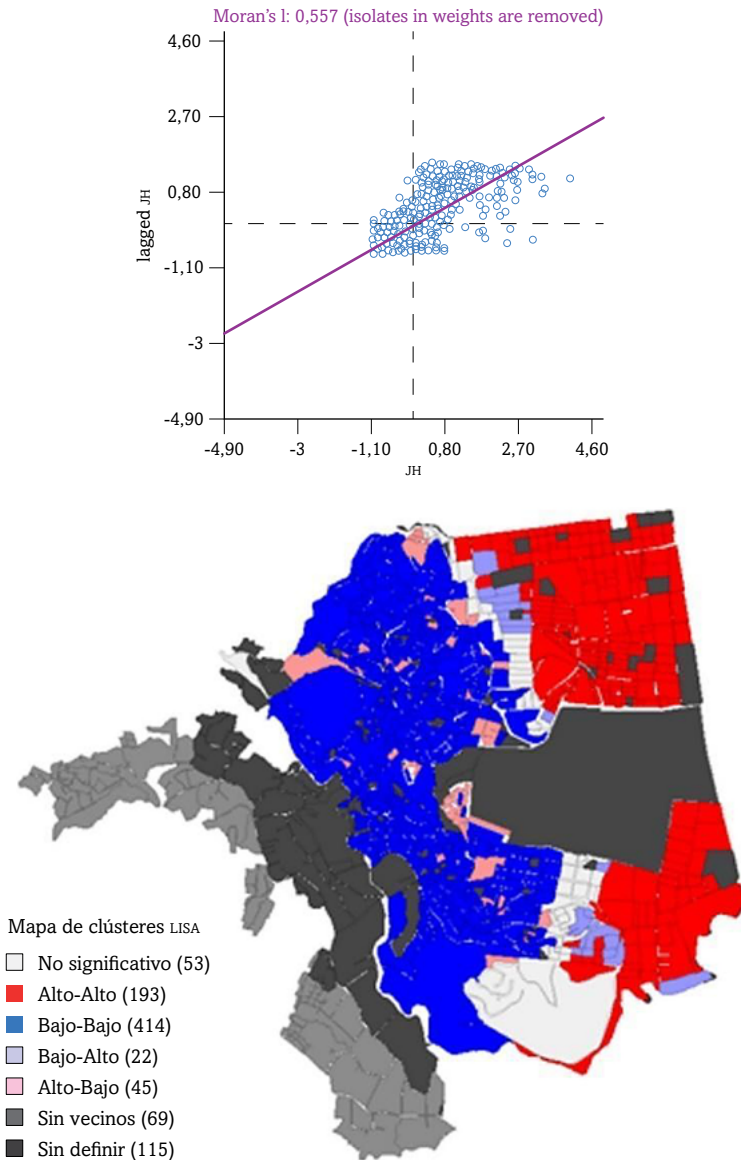 Moran’s l: 0,557 (isolates in weights are removed)
4,60
2,70
0,80
-1,10
-3
-4,90
lagged JH
-4,90 -3 -1,10 0,80 2,70 4,60
JH
Mapa de clústeres LISA
No significativo (53)
Alto-Alto (193)
Bajo-Bajo (414)
Bajo-Alto (22)
Alto-Bajo (45)
Sin vecinos (69)
Sin definir (115)